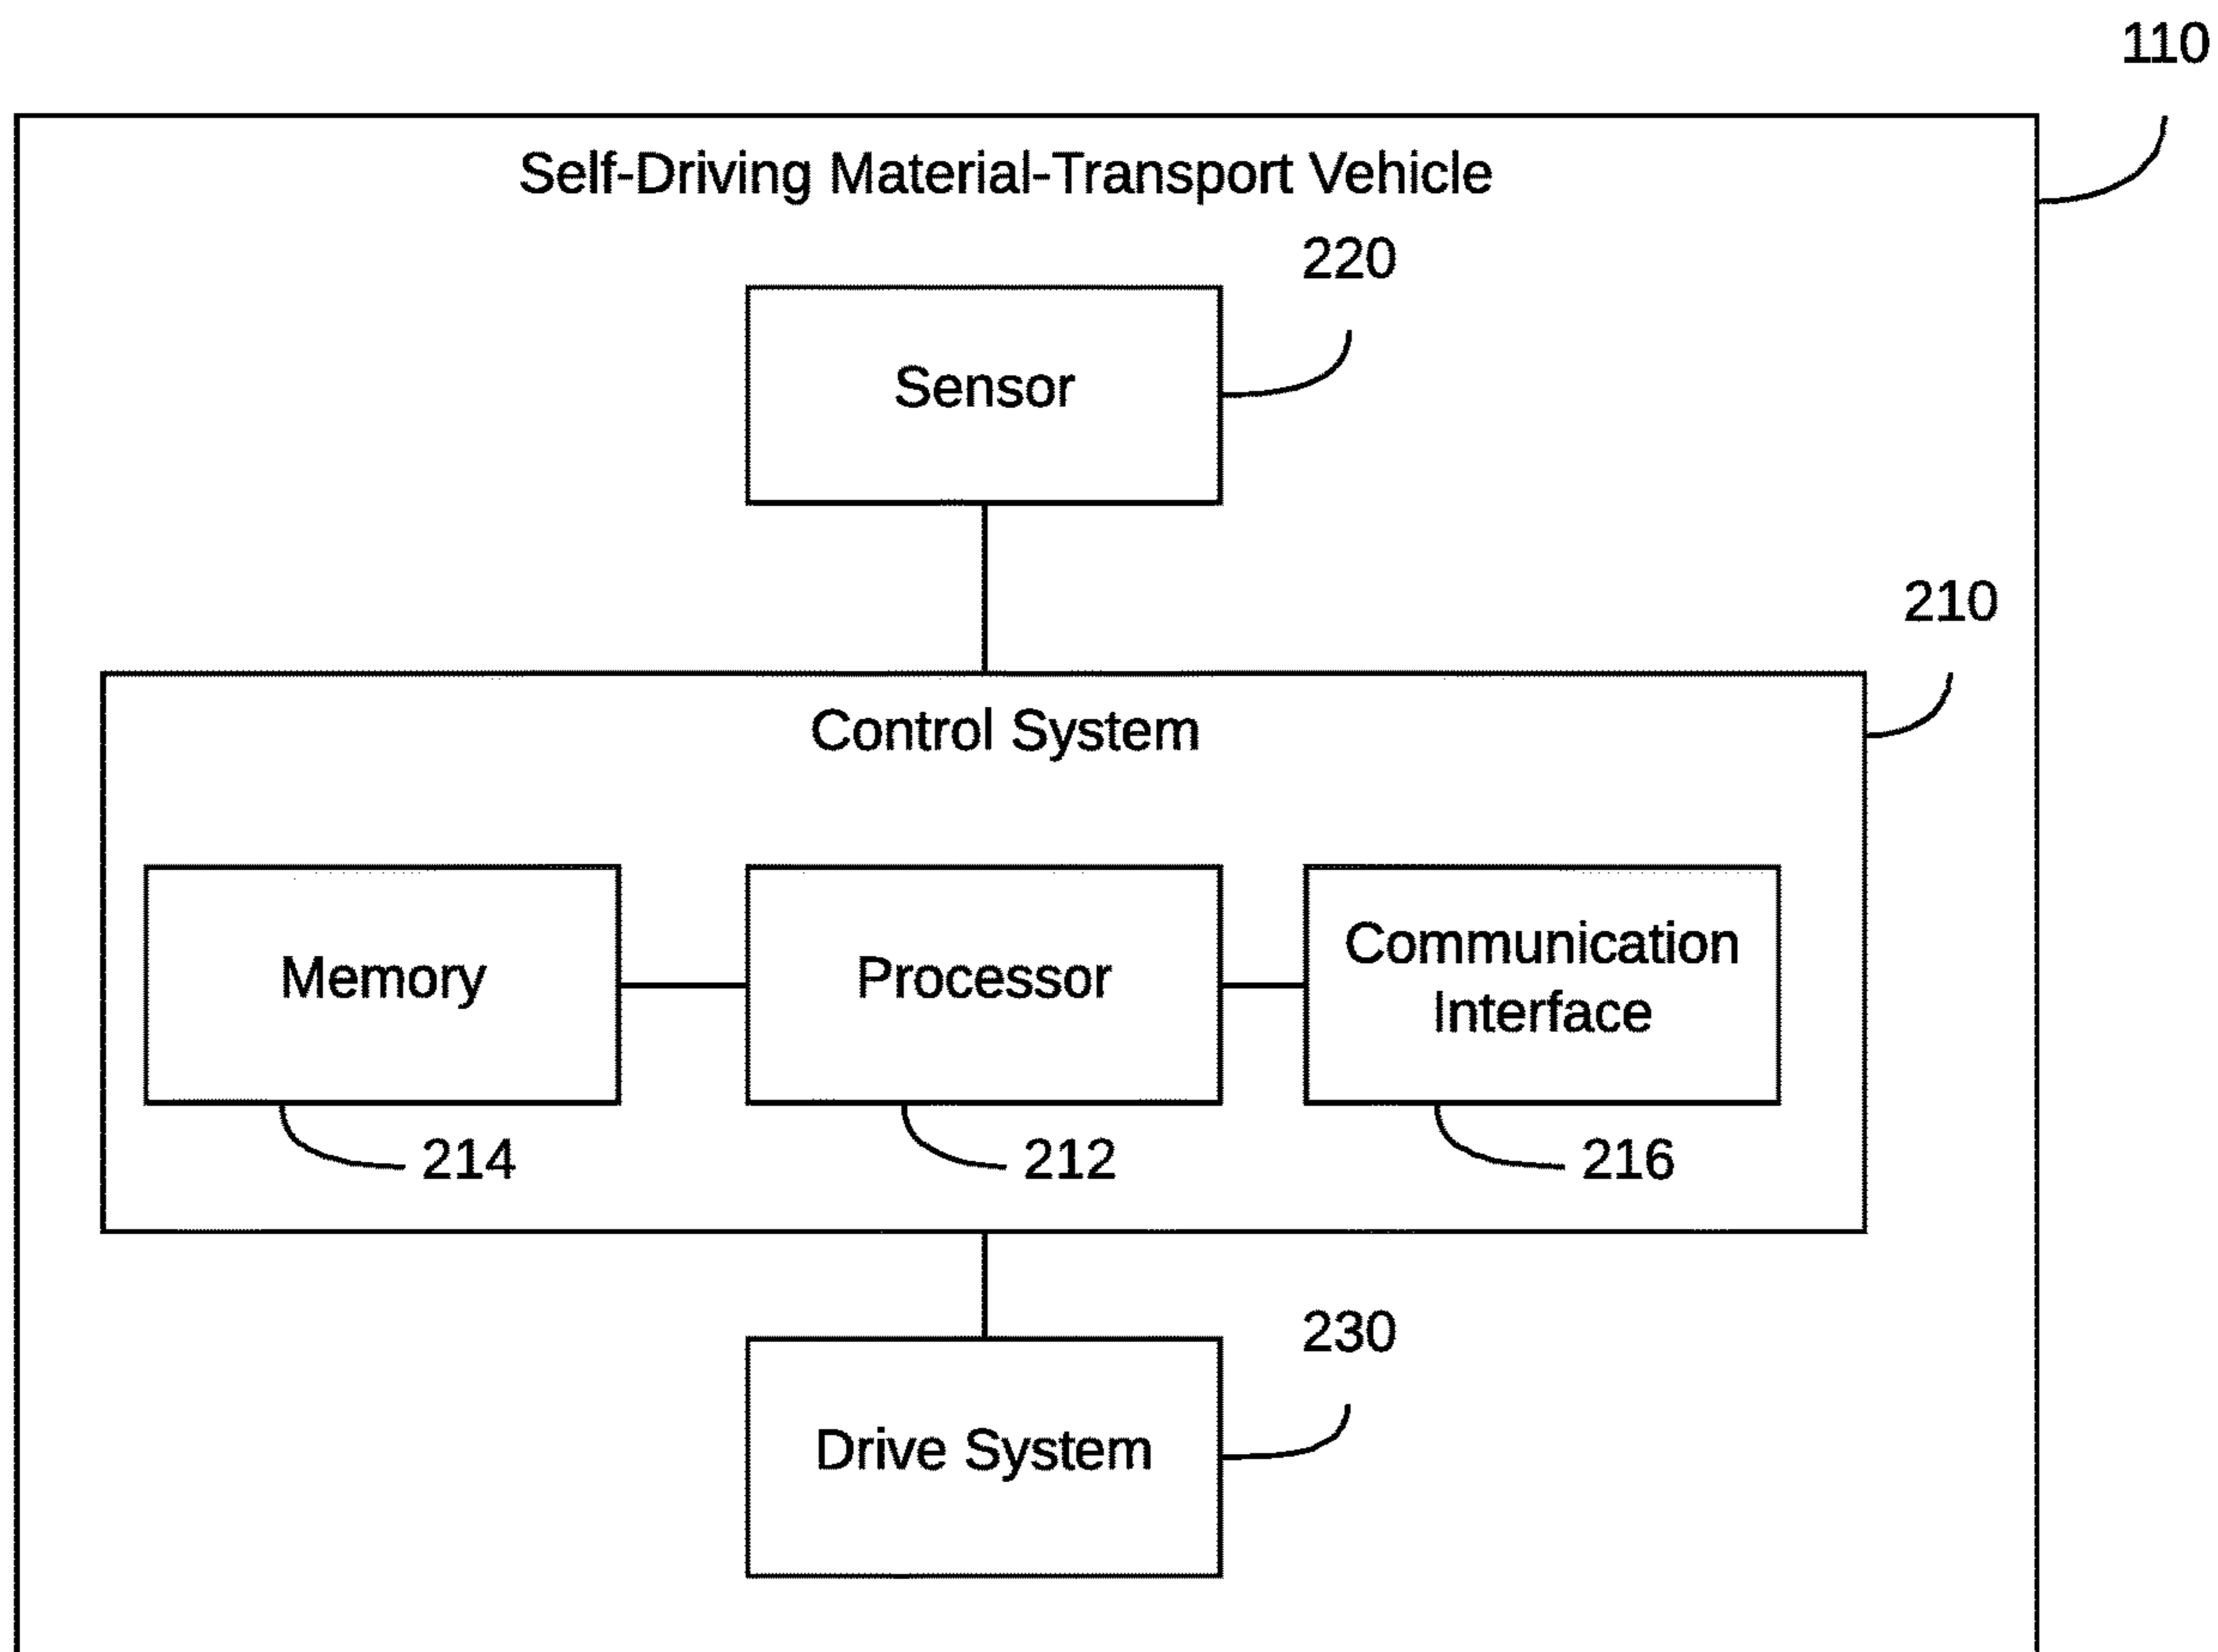 110
Self-Driving Material-Transport Vehicle
220
Sensor
210
Control System
Memory
Processor
Communication
Interface
214
212
216
230
Drive System